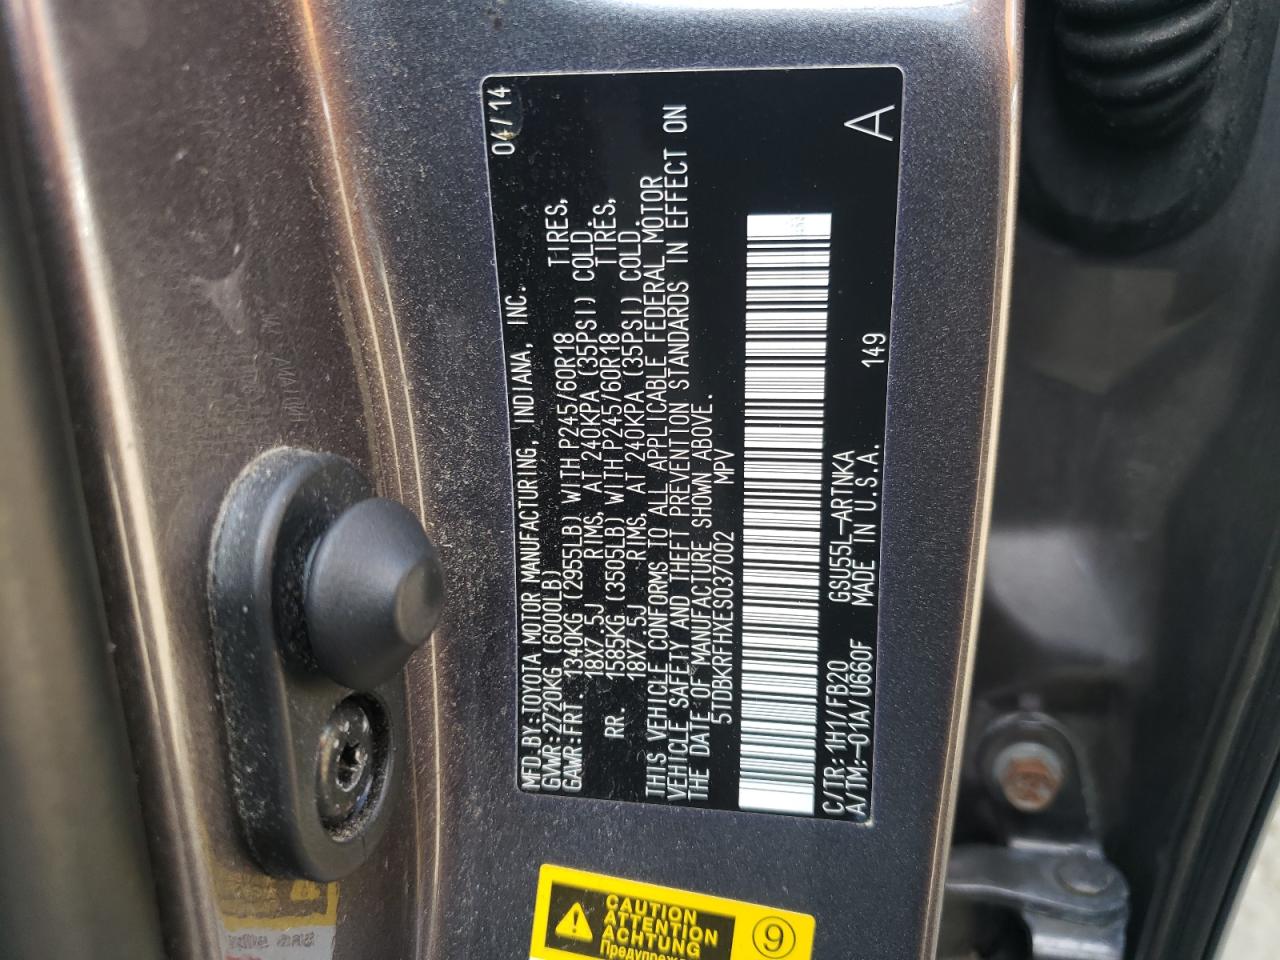 MFD.BY:TOYOTA MOTOR MANUFACTURING, INDIANA, INC. 04/14
GVWR:2720KG (6000LB)
GAWR:FRT. 1340KG (2955LB) WITH P245/60R18 TIRES,
18X7.5J RIMS, AT 240KPA (35PSI) COLD.
RR. 1585KG (3505LB) WITH P245/60R18 TIRES,
18X7.5J RIMS, AT 240KPA (35PSI) COLD.
THIS VEHICLE CONFORMS TO ALL APPLICABLE FEDERAL MOTOR
VEHICLE SAFETY AND THEFT PREVENTION STANDARDS IN EFFECT ON
THE DATE OF MANUFACTURE SHOWN ABOVE.
5TDBKRFHXES037002 MPV
C/TR:1H1/FB20 GSU55L-ARTNKA
A/TM:-01A/U660F MADE IN U.S.A. 149 A
CAUTION
ATTENTION
ACHTUNG
9